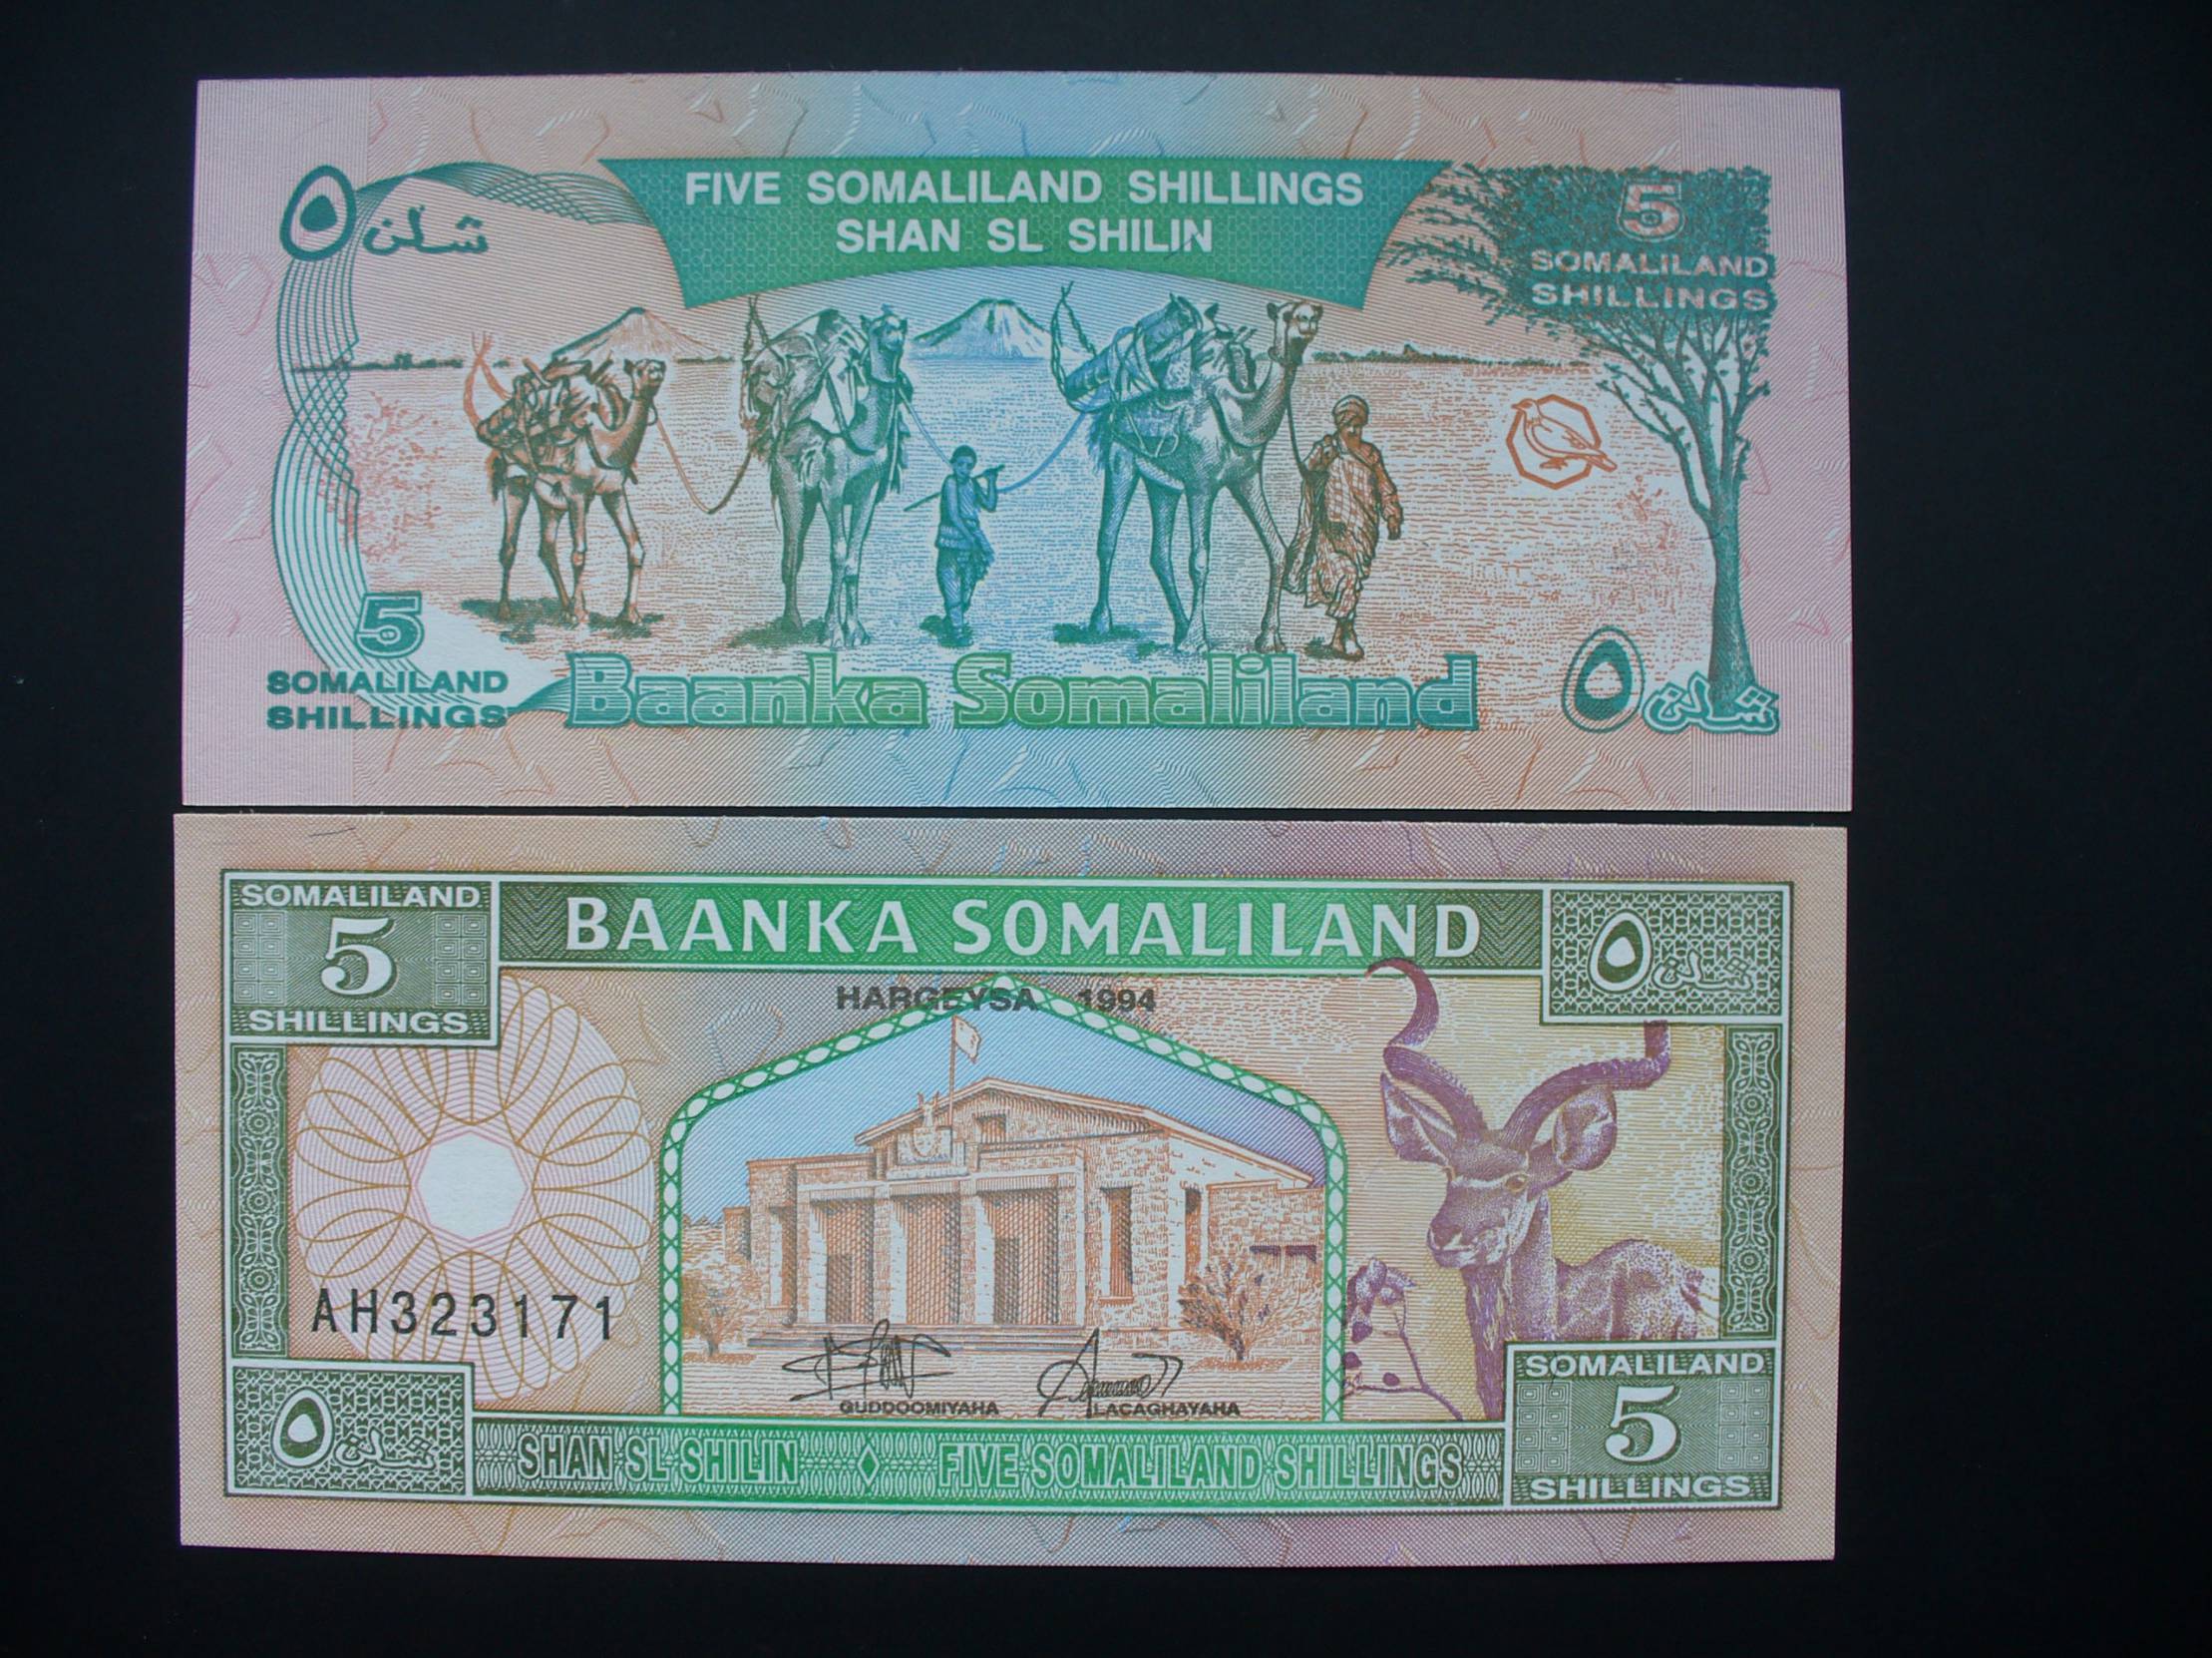 ٥ شلن
FIVE SOMALILAND SHILLINGS
SHAN SL SHILIN
5
SOMALILAND
SHILLINGS
5
SOMALILAND
SHILLINGS
Baanka Somaliland
٥ شلن
SOMALILAND
5
SHILLINGS
BAANKA SOMALILAND
٥ شلن
HARGEYSA 1994
AH323171
GUDDOOMIYAHA
LACAGHAYAHA
٥ شلن
SHAN SL SHILIN FIVE SOMALILAND SHILLINGS
SOMALILAND
5
SHILLINGS